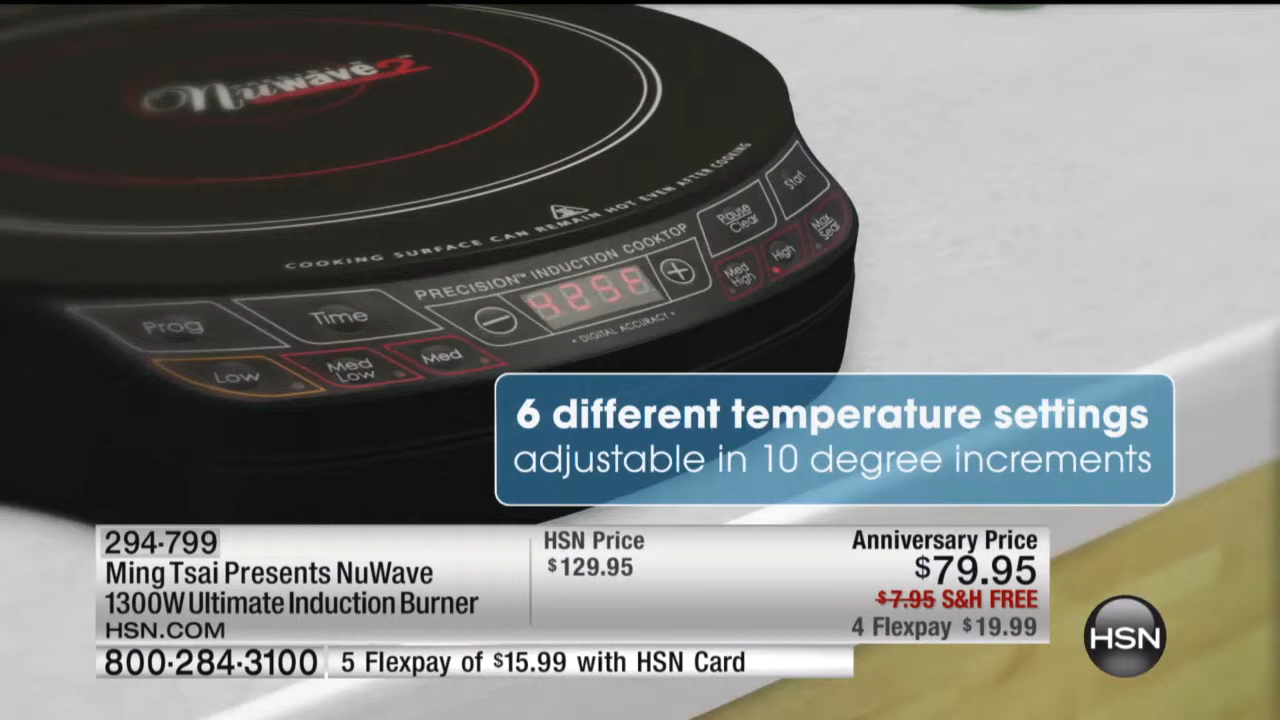 Nuwave2™
COOKING SURFACE CAN REMAIN HOT EVEN AFTER COOKING
Start
Pause
Clear
Max
Sear
High
Med
High
PRECISION™ INDUCTION COOKTOP
425F
• DIGITAL ACCURACY •
Prog
Time
Low
Med
Low
Med
6 different temperature settings
adjustable in 10 degree increments
294-799
Ming Tsai Presents NuWave
1300W Ultimate Induction Burner
HSN.COM
HSN Price
$129.95
Anniversary Price
$79.95
$7.95 S&H FREE
4 Flexpay $19.99
HSN
800-284-3100
5 Flexpay of $15.99 with HSN Card